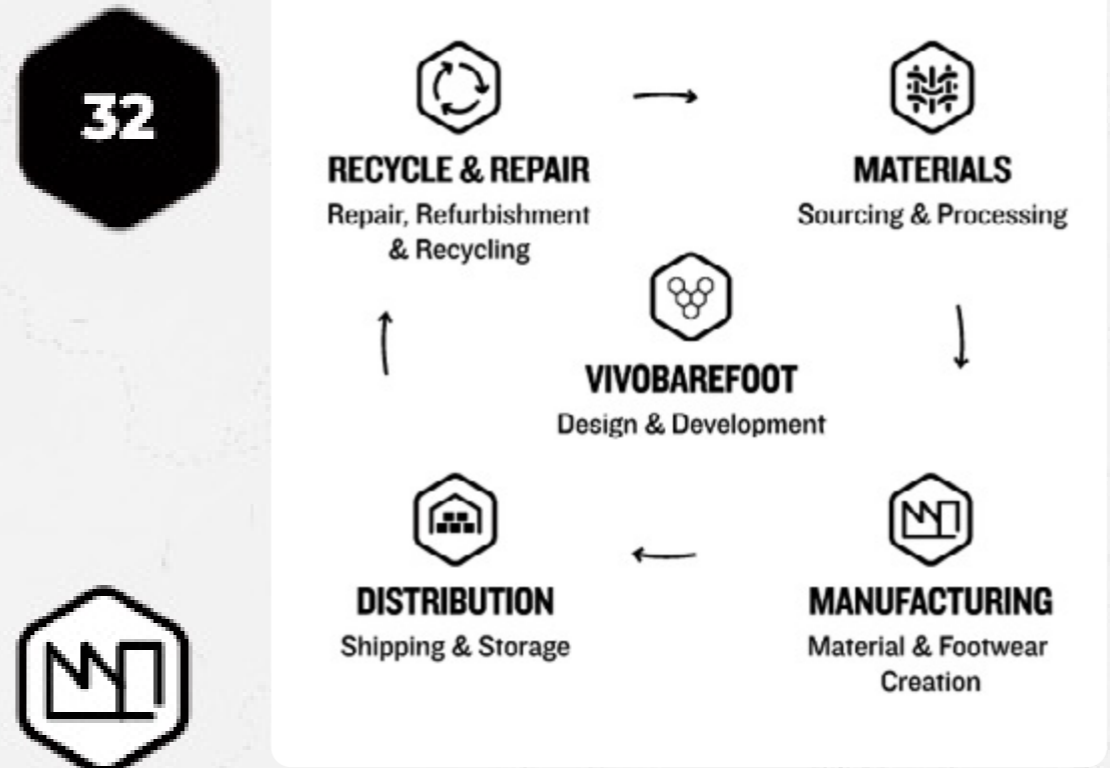 32
RECYCLE & REPAIR
Repair, Refurbishment
& Recycling
MATERIALS
Sourcing & Processing
VIVOBAREFOOT
Design & Development
DISTRIBUTION
Shipping & Storage
MANUFACTURING
Material & Footwear
Creation